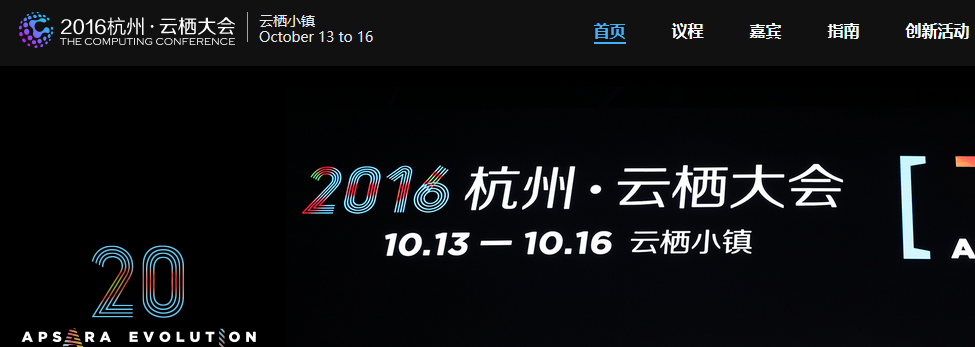 2016杭州·云栖大会
THE COMPUTING CONFERENCE
云栖小镇
October 13 to 16
首页 议程 嘉宾 指南 创新活动
2016 杭州·云栖大会
10.13 — 10.16 云栖小镇
[
A
20
APSARA EVOLUTION